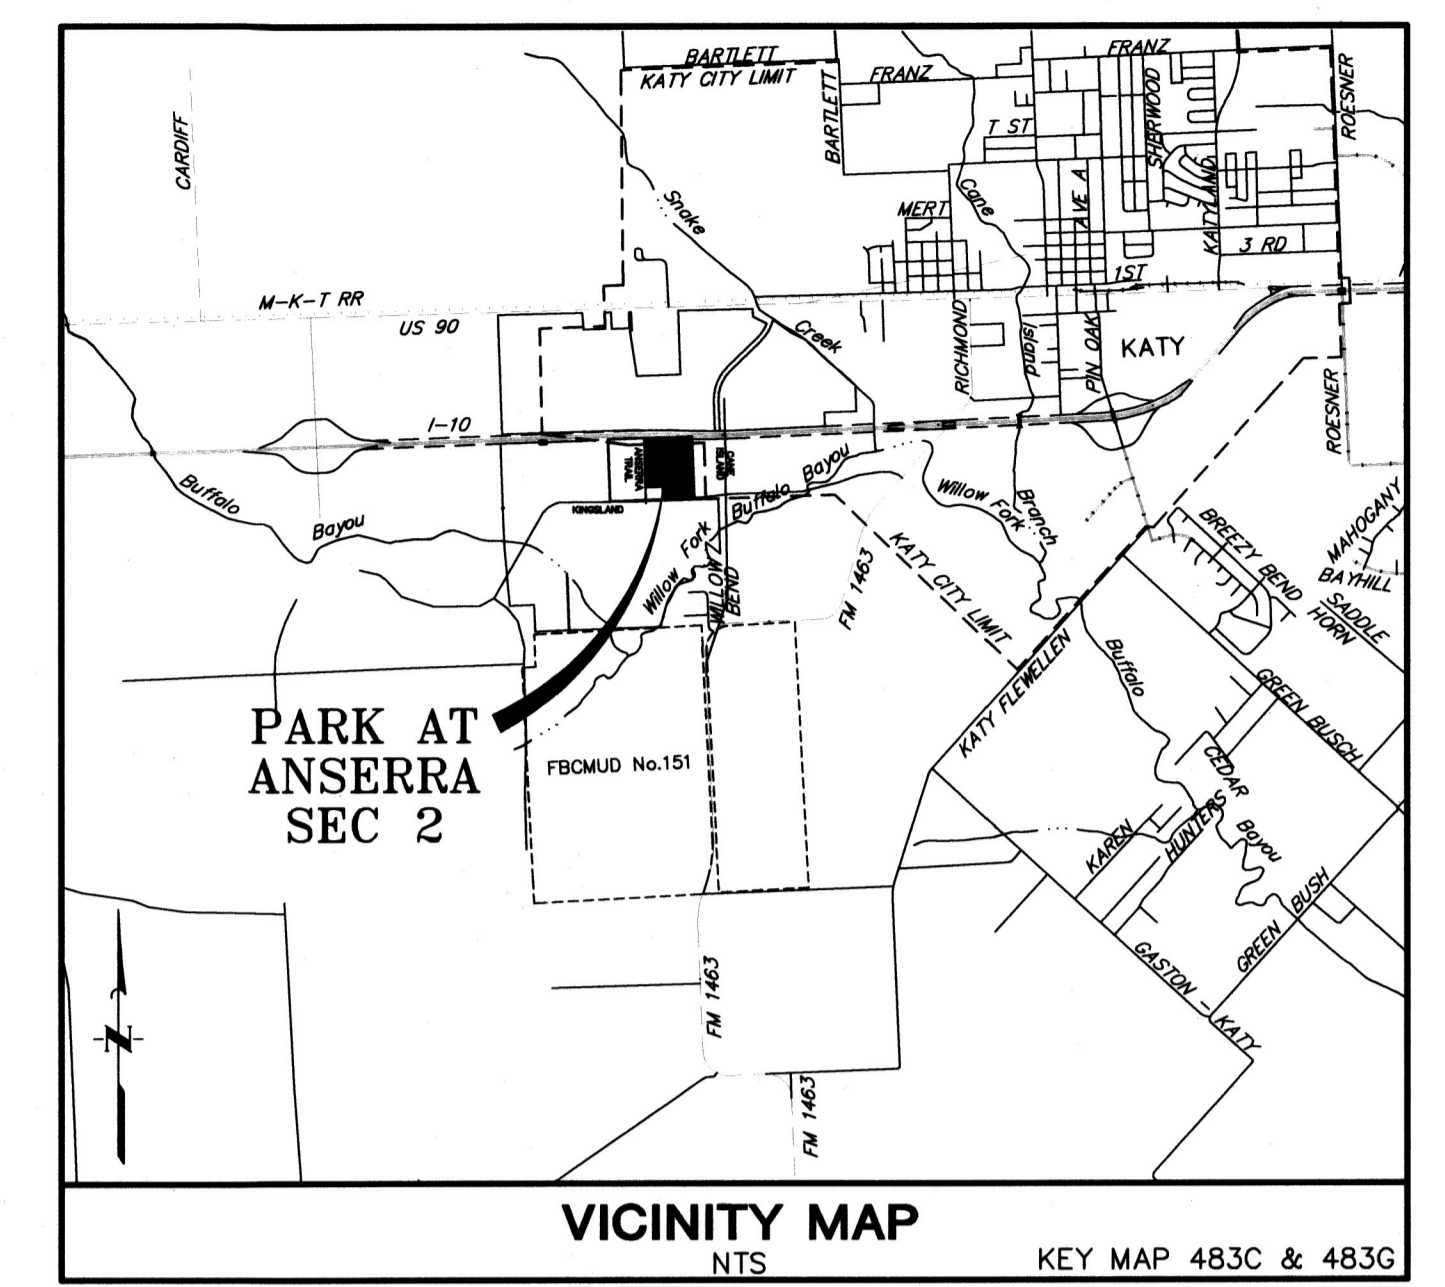 BARTLETT
KATY CITY LIMIT
BARTLETT
FRANZ
FRANZ
ROESNER
CARDIFF
T ST
SHERWOOD
Snake
Cane
AVE A
KATYLAND
MERT
3 RD
1ST
M-K-T RR
US 90
Creek
RICHMOND
Island
PIN OAK
KATY
ROESNER
I-10
ANSERRA
TRAIL
CANE
ISLAND
Buffalo
Bayou
KINGSLAND
Buffalo Bayou
Willow Fork
Willow Fork
Branch
WILLOW
BEND
FM 1463
KATY CITY LIMIT
BREEZY BEND
MAHOGANY
BAYHILL
SADDLE
HORN
KATY FLEWELLEN
Buffalo
Bayou
GREEN BUSCH
PARK AT
ANSERRA
SEC 2
FBCMUD No.151
CEDAR
KAREN
HUNTERS
GREEN BUSH
GASTON - KATY
FM 1463
FM 1463
N
VICINITY MAP
NTS
KEY MAP 483C & 483G